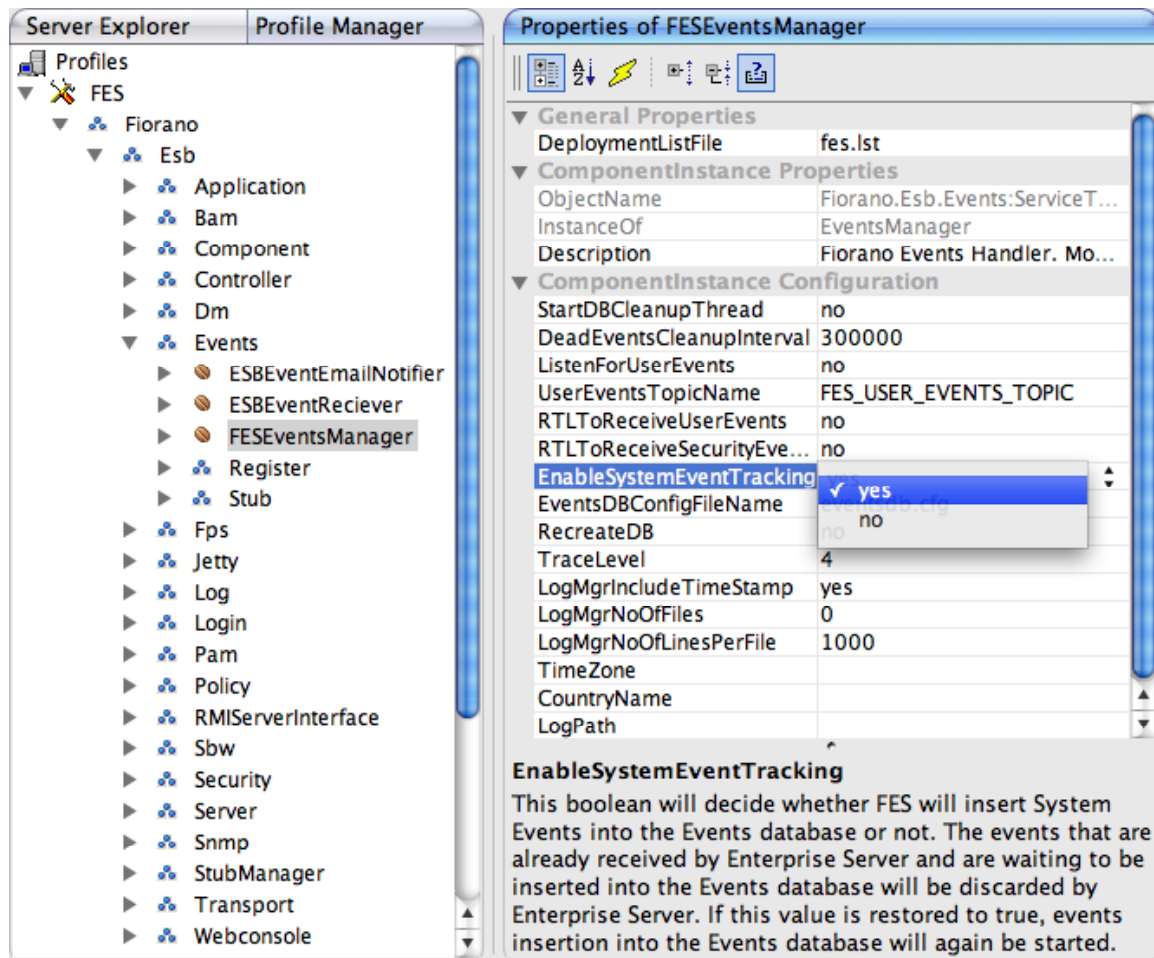 Server Explorer
Profile Manager
Profiles
FES
Fiorano
Esb
Application
Bam
Component
Controller
Dm
Events
ESBEventEmailNotifier
ESBEventReciever
FESEventsManager
Register
Stub
Fps
Jetty
Log
Login
Pam
Policy
RMIServerInterface
Sbw
Security
Server
Snmp
StubManager
Transport
Webconsole
Properties of FESEventsManager
General Properties
DeploymentListFile fes.lst
ComponentInstance Properties
ObjectName Fiorano.Esb.Events:ServiceT...
InstanceOf EventsManager
Description Fiorano Events Handler. Mo...
ComponentInstance Configuration
StartDBCleanupThread no
DeadEventsCleanupInterval 300000
ListenForUserEvents no
UserEventsTopicName FES_USER_EVENTS_TOPIC
RTLToReceiveUserEvents no
RTLToReceiveSecurityEve... no
EnableSystemEventTracking yes
✓ yes
no
EventsDBConfigFileName eventsdb.cfg
RecreateDB no
TraceLevel 4
LogMgrIncludeTimeStamp yes
LogMgrNoOfFiles 0
LogMgrNoOfLinesPerFile 1000
TimeZone
CountryName
LogPath
EnableSystemEventTracking
This boolean will decide whether FES will insert System
Events into the Events database or not. The events that are
already received by Enterprise Server and are waiting to be
inserted into the Events database will be discarded by
Enterprise Server. If this value is restored to true, events
insertion into the Events database will again be started.